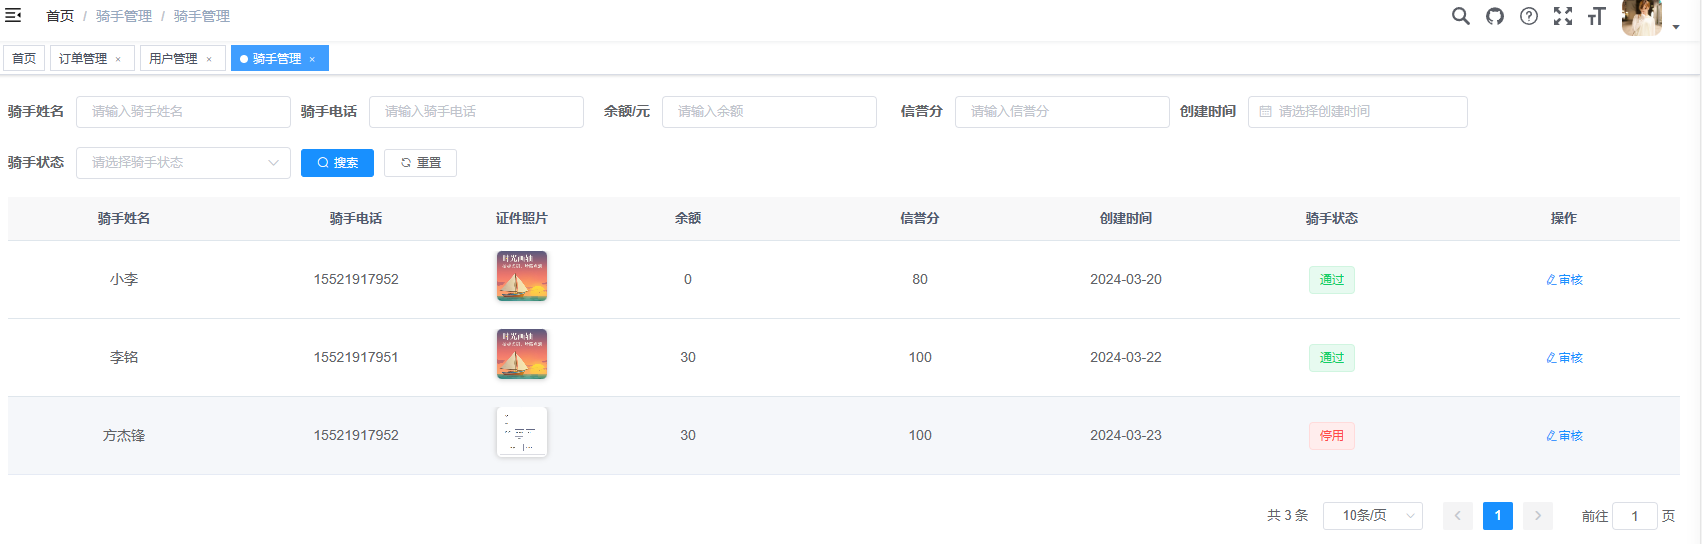 首页 / 骑手管理 / 骑手管理
首页 订单管理 × 用户管理 × 骑手管理 ×
骑手姓名 请输入骑手姓名 骑手电话 请输入骑手电话 余额/元 请输入余额 信誉分 请输入信誉分 创建时间 请选择创建时间
骑手状态 请选择骑手状态 搜索 重置
骑手姓名 骑手电话 证件照片 余额 信誉分 创建时间 骑手状态 操作
时光画轴
小李 15521917952 0 80 2024-03-20 通过 审核
时光画轴
李铭 15521917951 30 100 2024-03-22 通过 审核
方杰锋 15521917952 30 100 2024-03-23 停用 审核
共 3 条 10条/页 1 前往 1 页